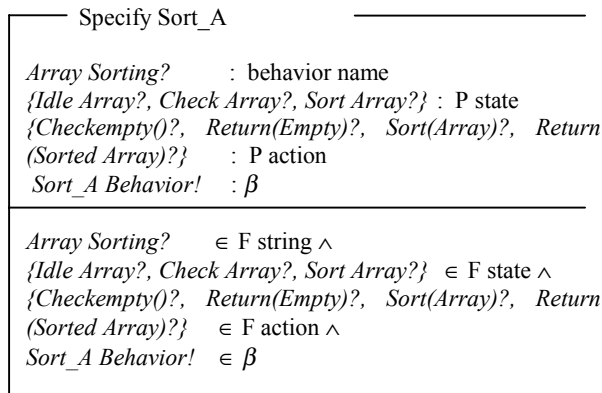 Specify Sort_A
Array Sorting? : behavior name
{Idle Array?, Check Array?, Sort Array?} : P state
{Checkempty()?, Return(Empty)?, Sort(Array)?, Return
(Sorted Array)?} : P action
Sort_A Behavior! : β
Array Sorting? ∈ F string ∧
{Idle Array?, Check Array?, Sort Array?} ∈ F state ∧
{Checkempty()?, Return(Empty)?, Sort(Array)?, Return
(Sorted Array)?} ∈ F action ∧
Sort_A Behavior! ∈ β